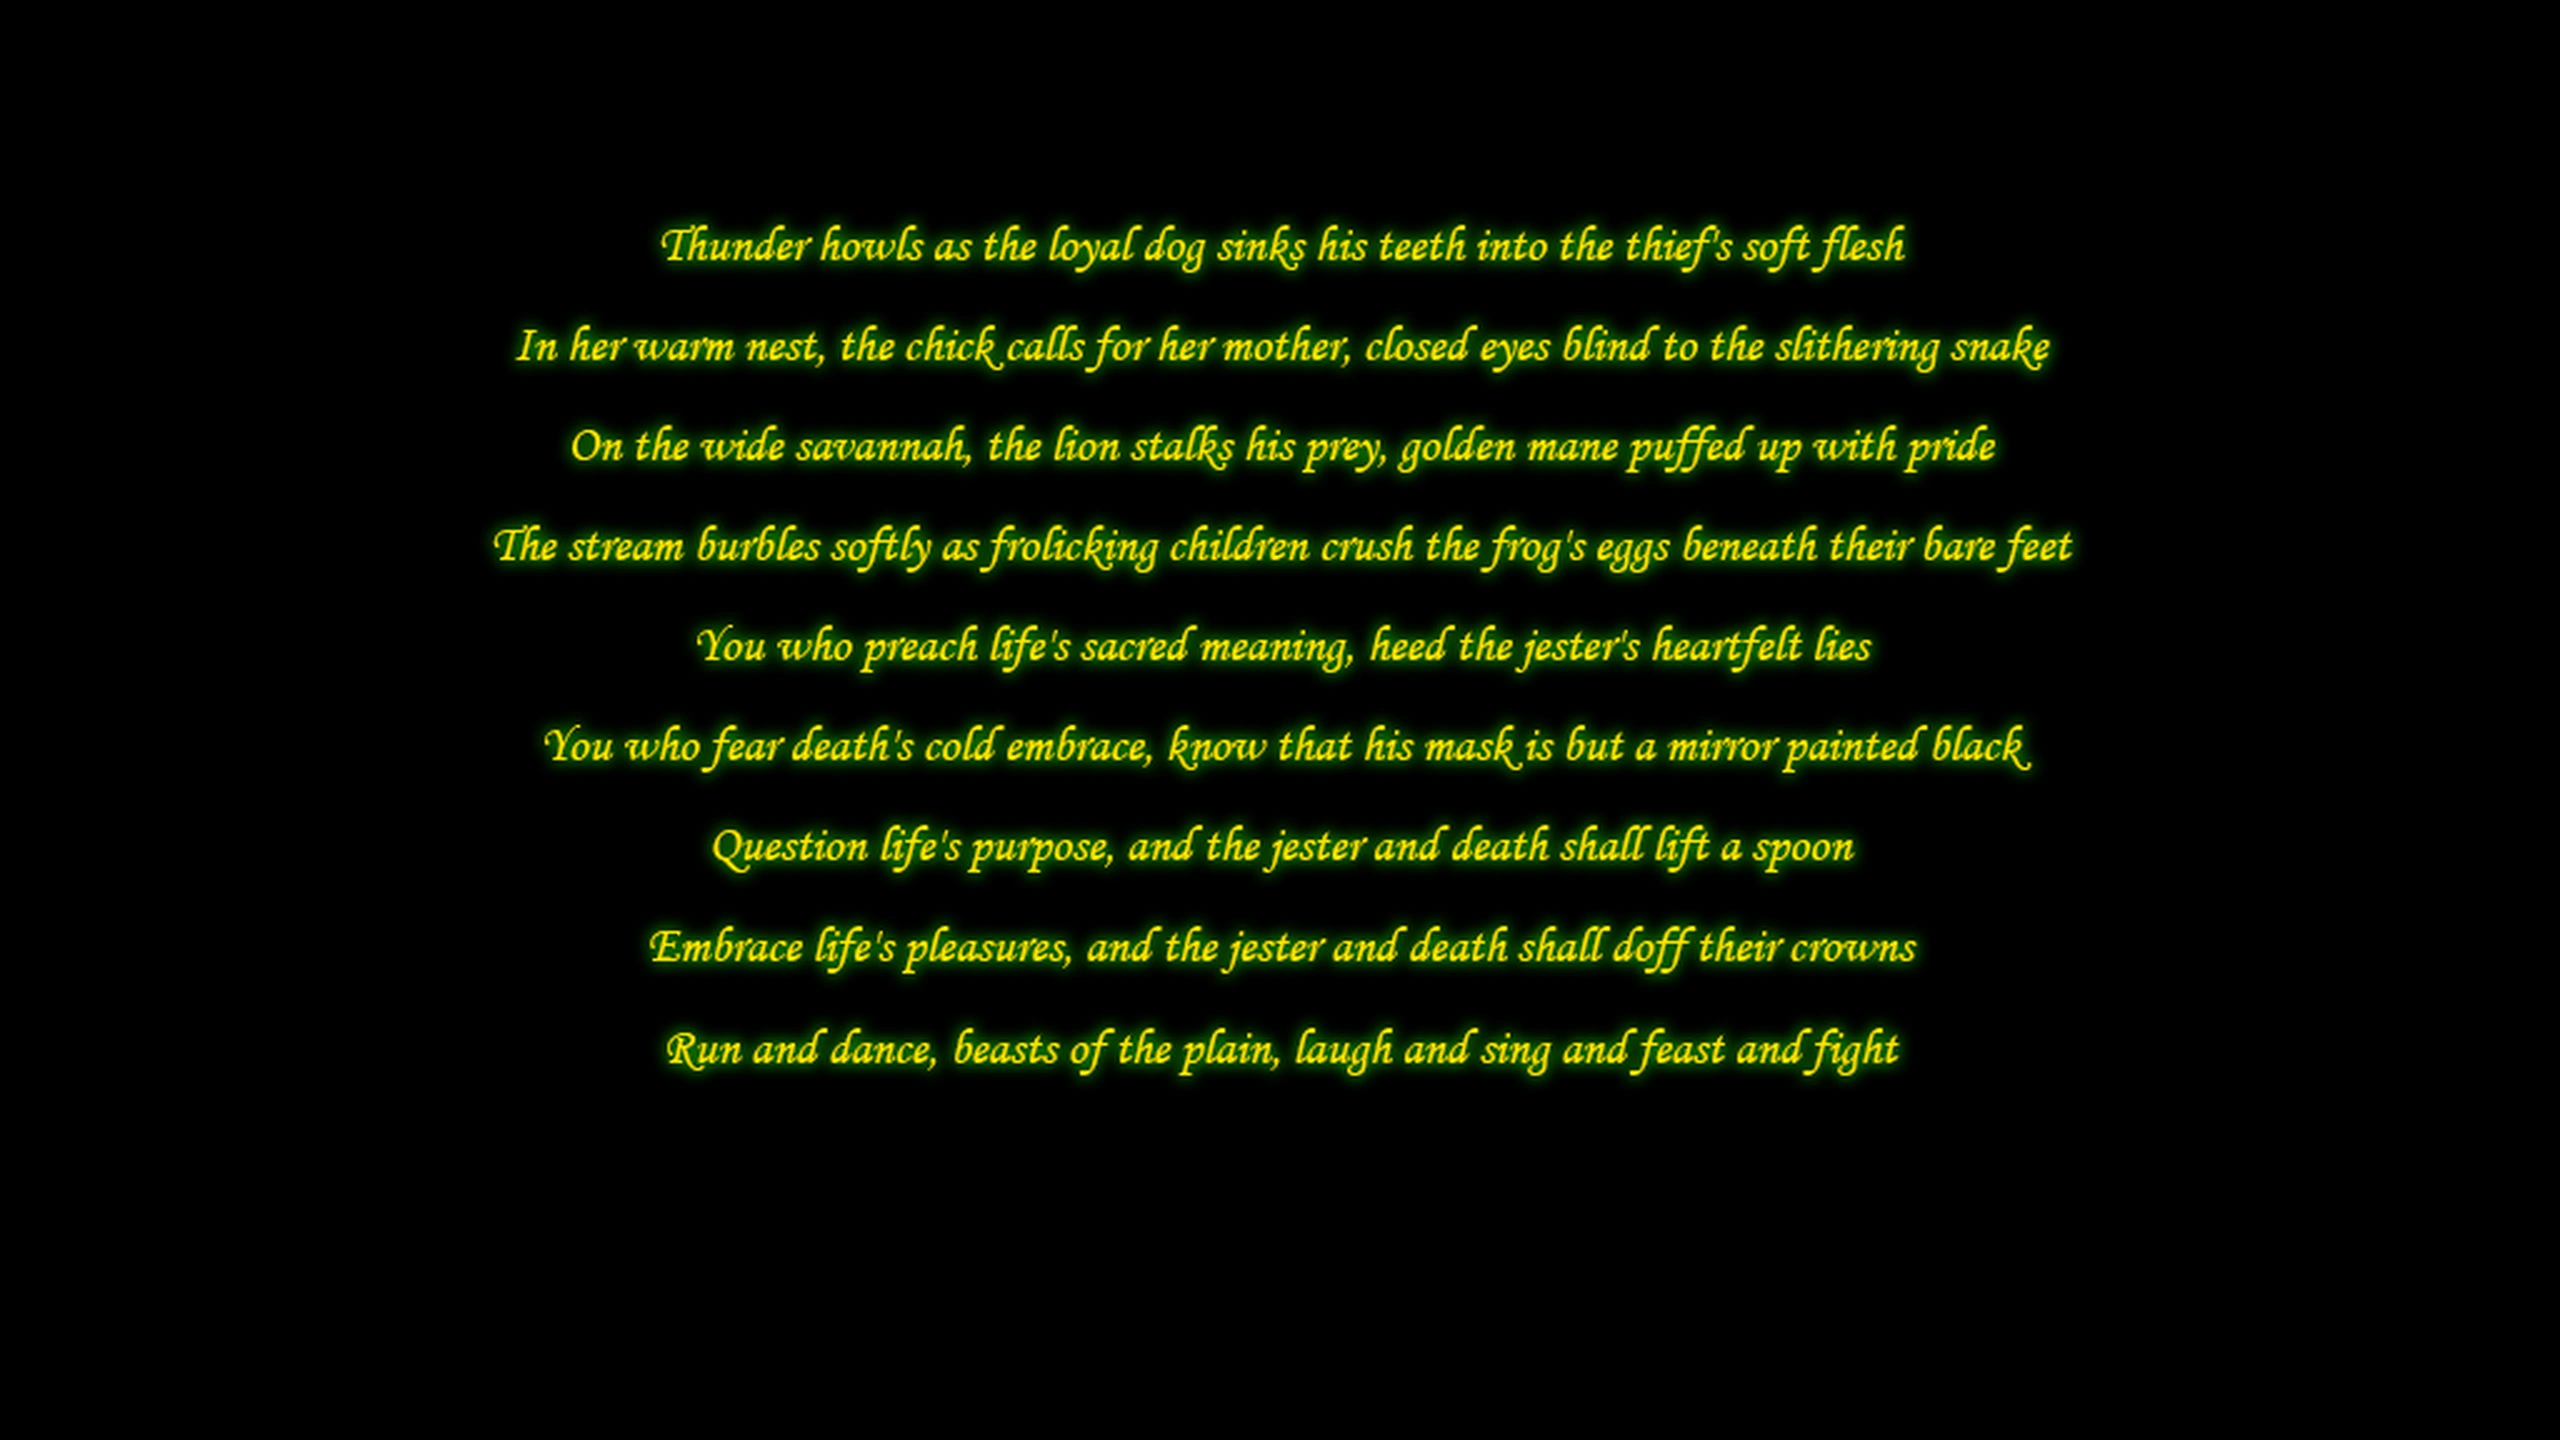 Thunder howls as the loyal dog sinks his teeth into the thief's soft flesh
In her warm nest, the chick calls for her mother, closed eyes blind to the slithering snake
On the wide savannah, the lion stalks his prey, golden mane puffed up with pride
The stream burbles softly as frolicking children crush the frog's eggs beneath their bare feet
You who preach life's sacred meaning, heed the jester's heartfelt lies
You who fear death's cold embrace, know that his mask is but a mirror painted black
Question life's purpose, and the jester and death shall lift a spoon
Embrace life's pleasures, and the jester and death shall doff their crowns
Run and dance, beasts of the plain, laugh and sing and feast and fight